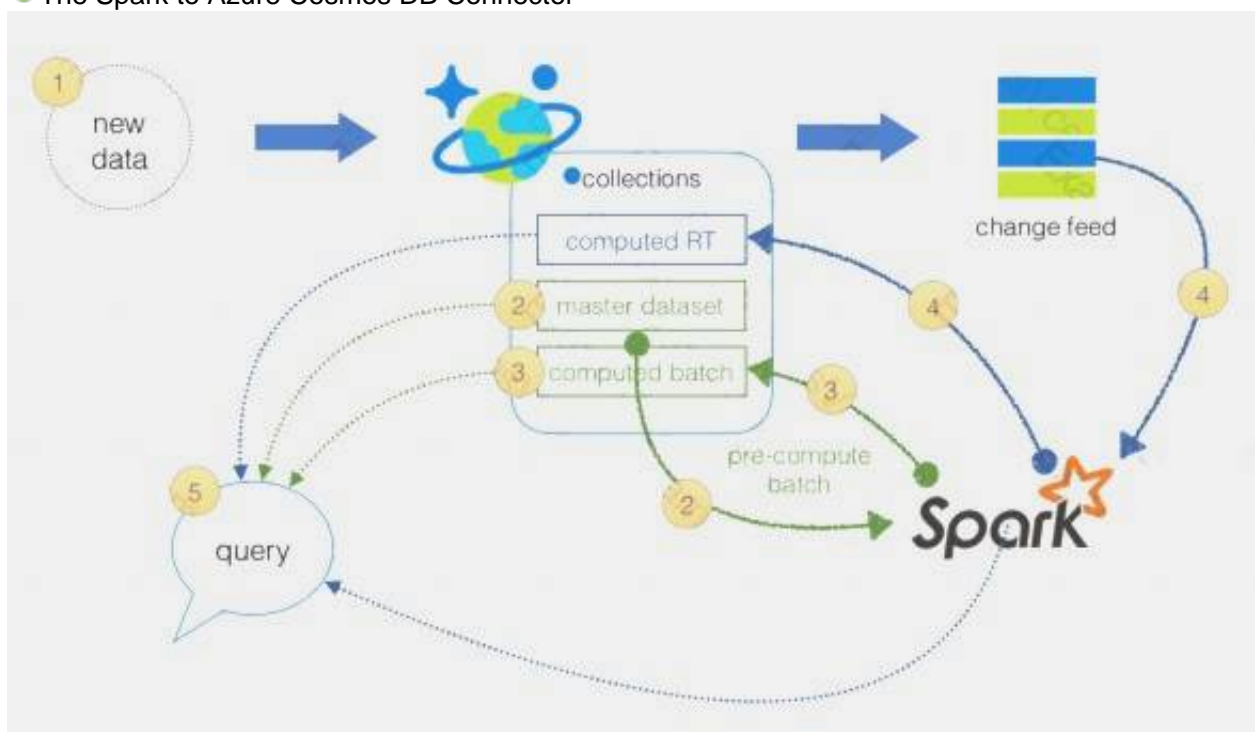 The Spark to Azure Cosmos DB Connector
1
new
data
collections
computed RT
2
master dataset
3
computed batch
change feed
4
4
3
pre-compute
batch
2
Spark
5
query